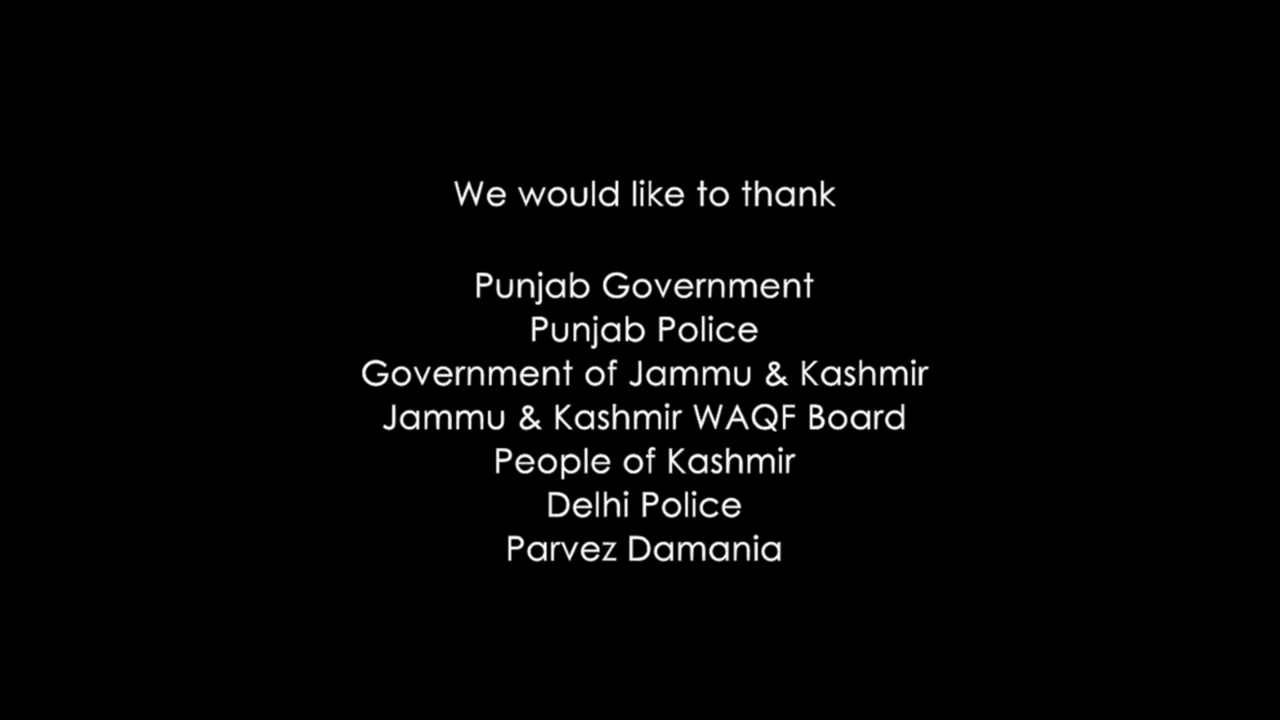 We would like to thank
Punjab Government
Punjab Police
Government of Jammu & Kashmir
Jammu & Kashmir WAQF Board
People of Kashmir
Delhi Police
Parvez Damania